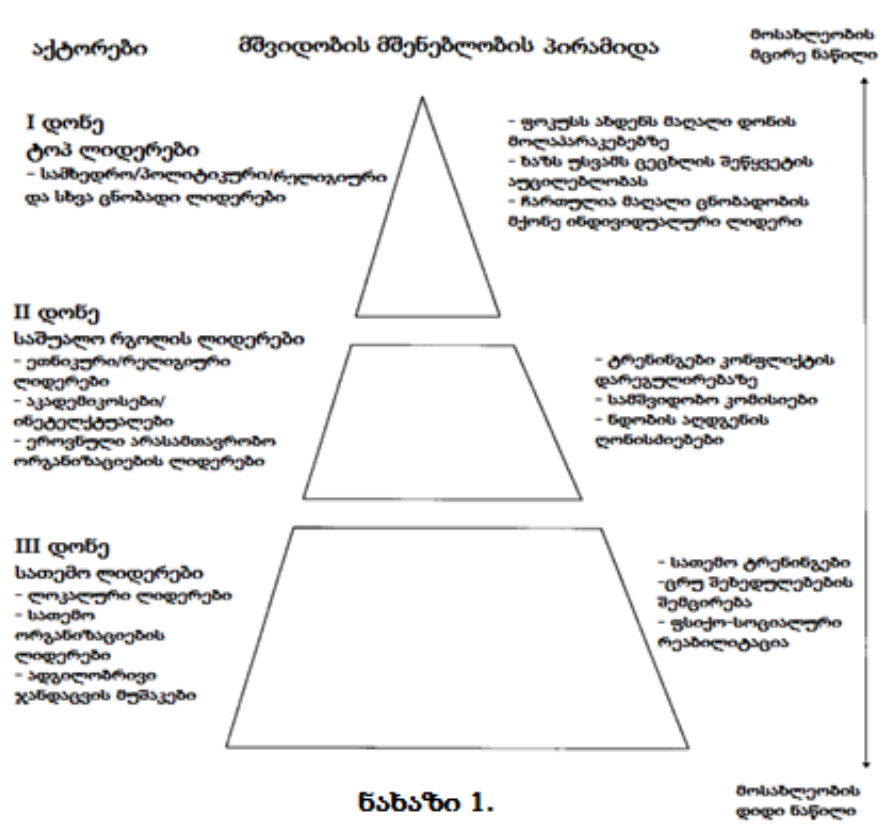 აქტორები
მშვიდობის მშენებლობის პირამიდა
მოსახლეობის
მცირე ნაწილი
I დონე
ტოპ ლიდერები
- სამხედრო/პოლიტიკური/რელიგიური
და სხვა ცნობადი ლიდერები
- ფოკუსს ახდენს მაღალი დონის
მოლაპარაკებებზე
- ხაზს უსვამს ცეცხლის შეწყვეტის
აუცილებლობას
- ჩართულია მაღალი ცნობადობის
მქონე ინდივიდუალური ლიდერი
II დონე
საშუალო რგოლის ლიდერები
- ეთნიკური/რელიგიური
ლიდერები
- აკადემიკოსები/
ინეტელქტუალები
- ეროვნული არასამთავრობო
ორგანიზაციების ლიდერები
- ტრენინგები კონფლიქტის
დარეგულირებაზე
- სამშვიდობო კომისიები
- ნდობის აღდგენის
ღონისძიებები
III დონე
სათემო ლიდერები
- ლოკალური ლიდერები
- სათემო
ორგანიზაციების
ლიდერები
- ადგილობრივი
ჯანდაცვის მუშაკები
- სათემო ტრენინგები
-ცრუ შეხედულებების
შემცირება
- ფსიქო-სოციალური
რეაბილიტაცია
ნახაზი 1.
მოსახლეობის
დიდი ნაწილი